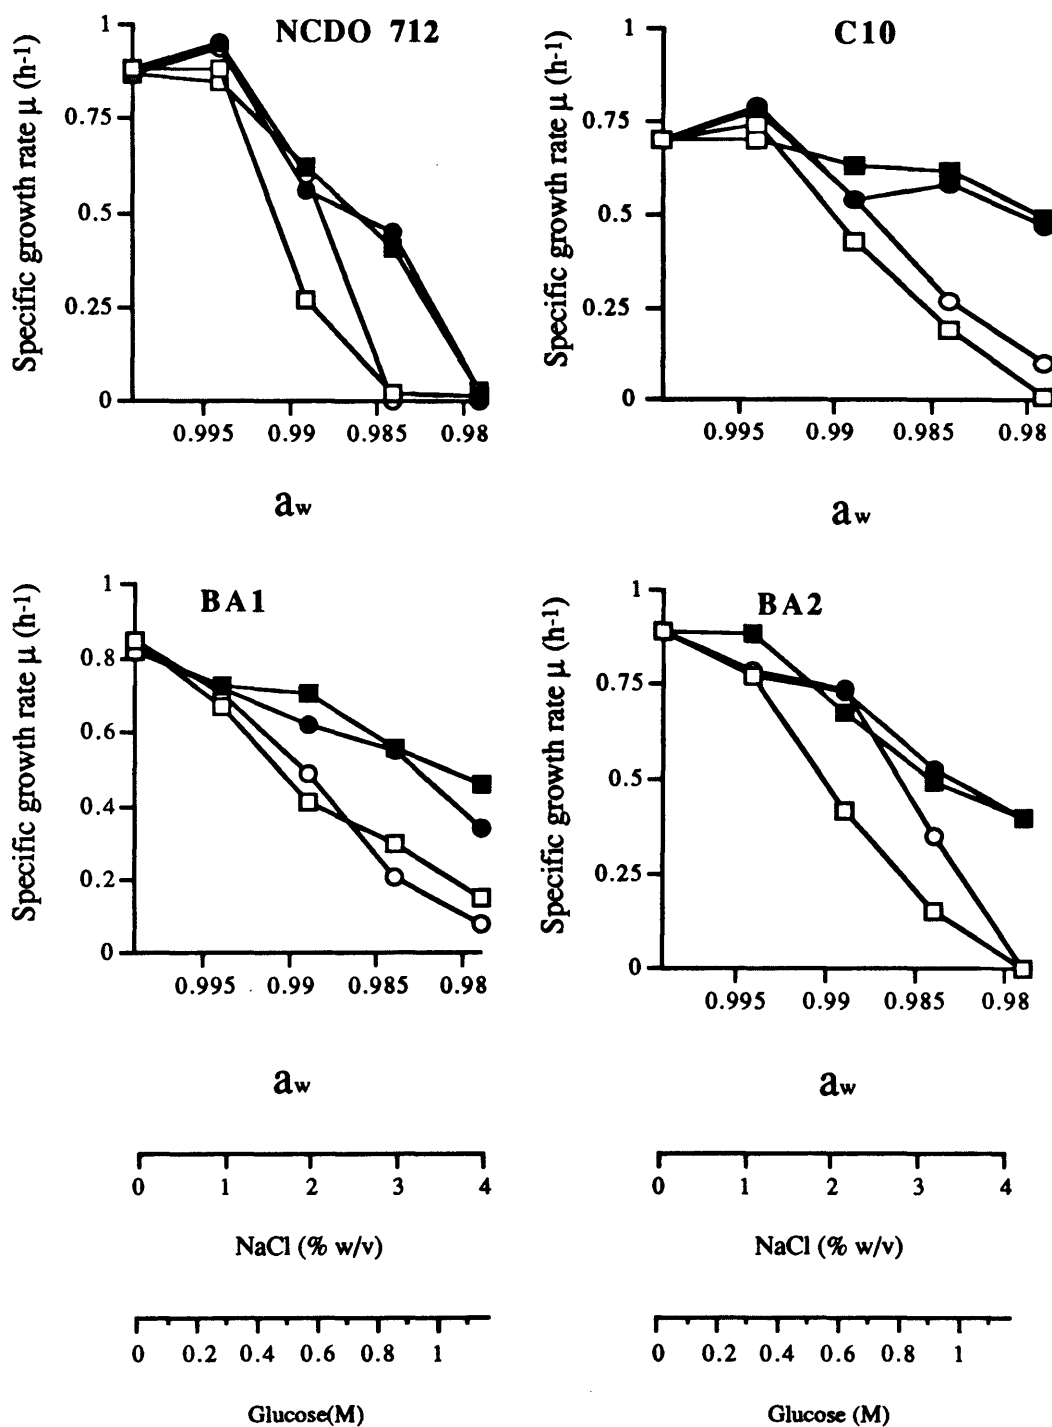 NCDO 712
Specific growth rate μ (h-1)
1
0.75
0.5
0.25
0
0.995 0.99 0.985 0.98
aw
C10
Specific growth rate μ (h-1)
1
0.75
0.5
0.25
0
0.995 0.99 0.985 0.98
aw
BA1
Specific growth rate μ (h-1)
1
0.8
0.6
0.4
0.2
0
0.995 0.99 0.985 0.98
aw
BA2
Specific growth rate μ (h-1)
1
0.75
0.5
0.25
0
0.995 0.99 0.985 0.98
aw
0 1 2 3 4
NaCl (% w/v)
0 0.2 0.4 0.6 0.8 1
Glucose(M)
0 1 2 3 4
NaCl (% w/v)
0 0.2 0.4 0.6 0.8 1
Glucose (M)